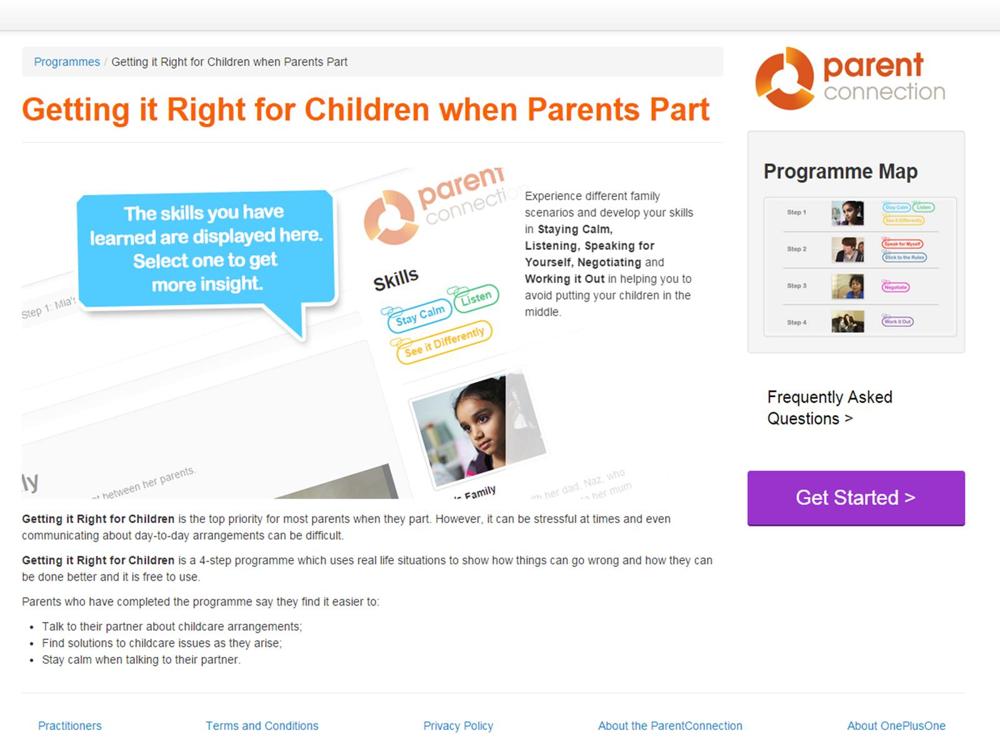 Programmes / Getting it Right for Children when Parents Part
parent
connection
Getting it Right for Children when Parents Part
The skills you have
learned are displayed here.
Select one to get
more insight.
parent
connection
Step 1: Mia's
Skills
Stay Calm
Listen
See it Differently
ly
between her parents.
Family
with her dad. Naz, who
her mum
Experience different family
scenarios and develop your skills
in Staying Calm,
Listening, Speaking for
Yourself, Negotiating and
Working it Out in helping you to
avoid putting your children in the
middle.
Programme Map
Step 1
Stay Calm
Listen
See it Differently
Step 2
Speak for Myself
Stick to the Rules
Step 3
Negotiate
Step 4
Work it Out
Frequently Asked
Questions >
Get Started >
Getting it Right for Children is the top priority for most parents when they part. However, it can be stressful at times and even
communicating about day-to-day arrangements can be difficult.
Getting it Right for Children is a 4-step programme which uses real life situations to show how things can go wrong and how they can
be done better and it is free to use.
Parents who have completed the programme say they find it easier to:
• Talk to their partner about childcare arrangements;
• Find solutions to childcare issues as they arise;
• Stay calm when talking to their partner.
Practitioners
Terms and Conditions
Privacy Policy
About the ParentConnection
About OnePlusOne